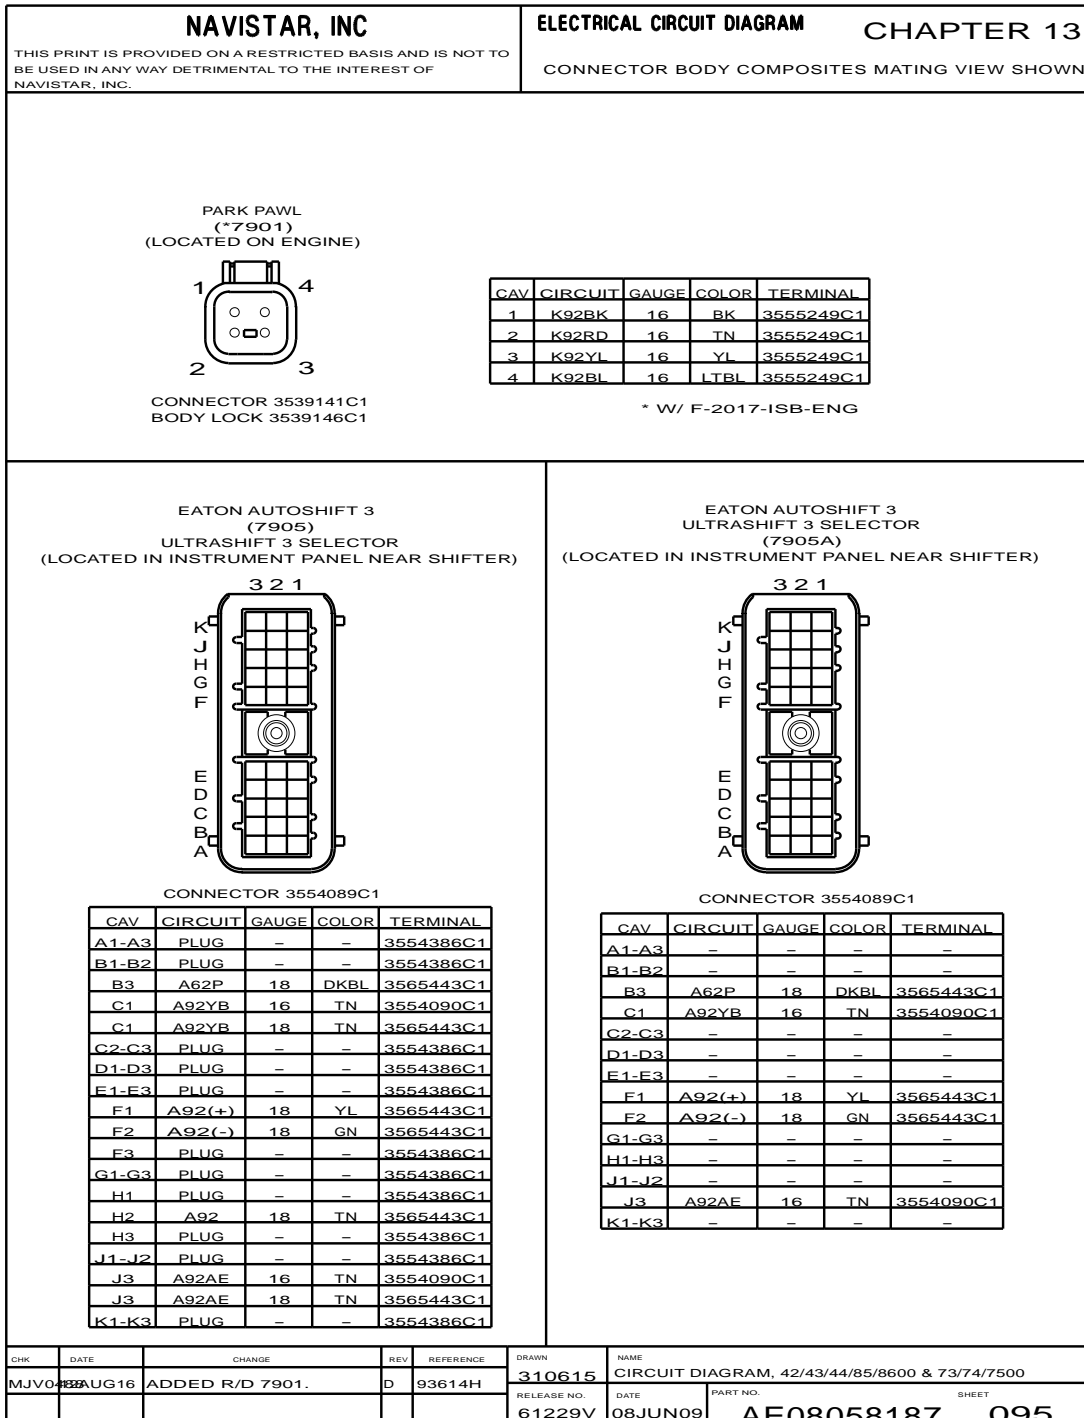 NAVISTAR, INC
THIS PRINT IS PROVIDED ON A RESTRICTED BASIS AND IS NOT TO
BE USED IN ANY WAY DETRIMENTAL TO THE INTEREST OF
NAVISTAR, INC.
ELECTRICAL CIRCUIT DIAGRAM CHAPTER 13
CONNECTOR BODY COMPOSITES MATING VIEW SHOWN
PARK PAWL
(*7901)
(LOCATED ON ENGINE)
1 4
2 3
CONNECTOR 3539141C1
BODY LOCK 3539146C1
CAV CIRCUIT GAUGE COLOR TERMINAL
1 K92BK 16 BK 3555249C1
2 K92RD 16 TN 3555249C1
3 K92YL 16 YL 3555249C1
4 K92BL 16 LTBL 3555249C1
* W/ F-2017-ISB-ENG
EATON AUTOSHIFT 3
(7905)
ULTRASHIFT 3 SELECTOR
(LOCATED IN INSTRUMENT PANEL NEAR SHIFTER)
3 2 1
K
J
H
G
F
E
D
C
B
A
CONNECTOR 3554089C1
CAV CIRCUIT GAUGE COLOR TERMINAL
A1-A3 PLUG – – 3554386C1
B1-B2 PLUG – – 3554386C1
B3 A62P 18 DKBL 3565443C1
C1 A92YB 16 TN 3554090C1
C1 A92YB 18 TN 3565443C1
C2-C3 PLUG – – 3554386C1
D1-D3 PLUG – – 3554386C1
E1-E3 PLUG – – 3554386C1
F1 A92(+) 18 YL 3565443C1
F2 A92(-) 18 GN 3565443C1
F3 PLUG – – 3554386C1
G1-G3 PLUG – – 3554386C1
H1 PLUG – – 3554386C1
H2 A92 18 TN 3565443C1
H3 PLUG – – 3554386C1
J1-J2 PLUG – – 3554386C1
J3 A92AE 16 TN 3554090C1
J3 A92AE 18 TN 3565443C1
K1-K3 PLUG – – 3554386C1
EATON AUTOSHIFT 3
ULTRASHIFT 3 SELECTOR
(7905A)
(LOCATED IN INSTRUMENT PANEL NEAR SHIFTER)
3 2 1
K
J
H
G
F
E
D
C
B
A
CONNECTOR 3554089C1
CAV CIRCUIT GAUGE COLOR TERMINAL
A1-A3 – – – –
B1-B2 – – – –
B3 A62P 18 DKBL 3565443C1
C1 A92YB 16 TN 3554090C1
C2-C3 – – – –
D1-D3 – – – –
E1-E3 – – – –
F1 A92(+) 18 YL 3565443C1
F2 A92(-) 18 GN 3565443C1
G1-G3 – – – –
H1-H3 – – – –
J1-J2 – – – –
J3 A92AE 16 TN 3554090C1
K1-K3 – – – –
CHK DATE CHANGE REV REFERENCE
AUG16 ADDED R/D 7901. D 93614H
DRAWN NAME
310615 CIRCUIT DIAGRAM, 42/43/44/85/8600 & 73/74/7500
RELEASE NO. DATE PART NO. SHEET
61229V 08JUN09 AE08058187 095